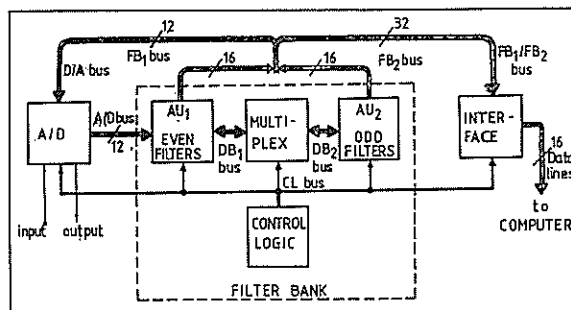 12
32
FB1 bus
FB2 bus
FB1/FB2
bus
D/A bus
16
16
A/D
A/D bus
12
AU1
EVEN
FILTERS
MULTI-
PLEX
AU2
ODD
FILTERS
INTER-
FACE
DB1
bus
DB2
bus
16
Data
lines
CL bus
to
COMPUTER
input
output
CONTROL
LOGIC
FILTER BANK